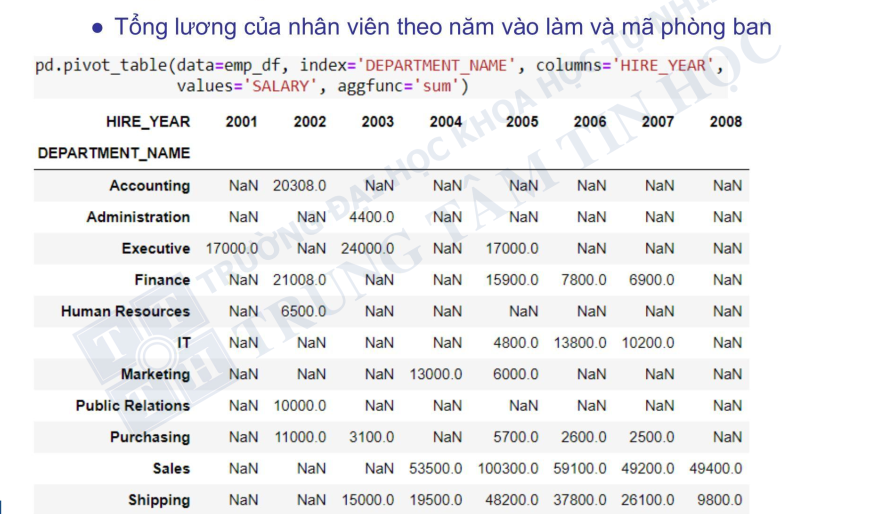 ● Tổng lương của nhân viên theo năm vào làm và mã phòng ban
pd.pivot_table(data=emp_df, index='DEPARTMENT_NAME', columns='HIRE_YEAR',
values='SALARY', aggfunc='sum')
HIRE_YEAR 2001 2002 2003 2004 2005 2006 2007 2008
DEPARTMENT_NAME
Accounting NaN 20308.0 NaN NaN NaN NaN NaN NaN
Administration NaN NaN 4400.0 NaN NaN NaN NaN NaN
Executive 17000.0 NaN 24000.0 NaN 17000.0 NaN NaN NaN
Finance NaN 21008.0 NaN NaN 15900.0 7800.0 6900.0 NaN
Human Resources NaN 6500.0 NaN NaN NaN NaN NaN NaN
IT NaN NaN NaN NaN 4800.0 13800.0 10200.0 NaN
Marketing NaN NaN NaN 13000.0 6000.0 NaN NaN NaN
Public Relations NaN 10000.0 NaN NaN NaN NaN NaN NaN
Purchasing NaN 11000.0 3100.0 NaN 5700.0 2600.0 2500.0 NaN
Sales NaN NaN NaN 53500.0 100300.0 59100.0 49200.0 49400.0
Shipping NaN NaN 15000.0 19500.0 48200.0 37800.0 26100.0 9800.0
TRƯỜNG ĐẠI HỌC KHOA HỌC TỰ NHI
TRUNG TÂM TIN HỌC
T T
T H